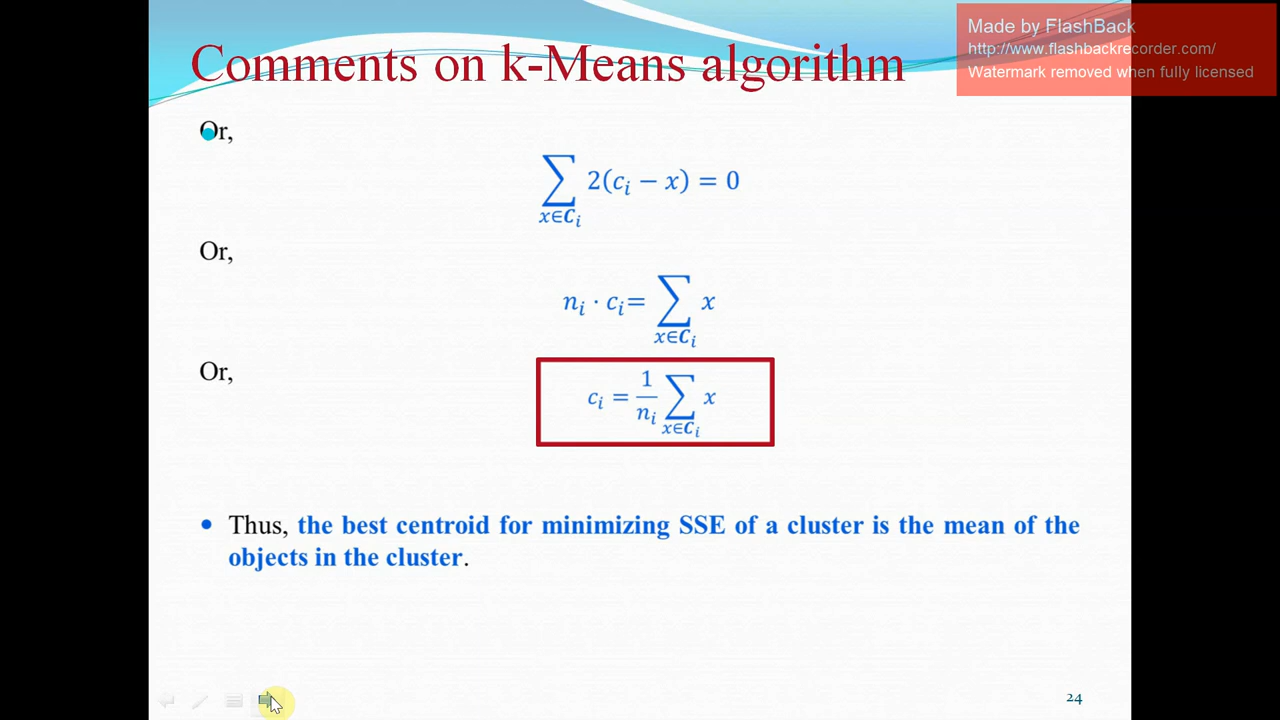 Made by FlashBack
http://www.flashbackrecorder.com/
Watermark removed when fully licensed
Comments on k-Means algorithm
Or,
∑_{x∈C_i} 2(c_i − x) = 0
Or,
n_i · c_i= ∑_{x∈C_i} x
Or,
c_i = \frac{1}{n_i} ∑_{x∈C_i} x
• Thus, the best centroid for minimizing SSE of a cluster is the mean of the
objects in the cluster.
24